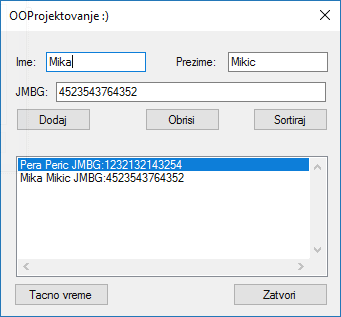 OOProjektovanje :)
Ime: Mika Prezime: Mikic
JMBG: 4523543764352
Dodaj Obrisi Sortiraj
Pera Peric JMBG:1232132143254
Mika Mikic JMBG:4523543764352
Tacno vreme Zatvori